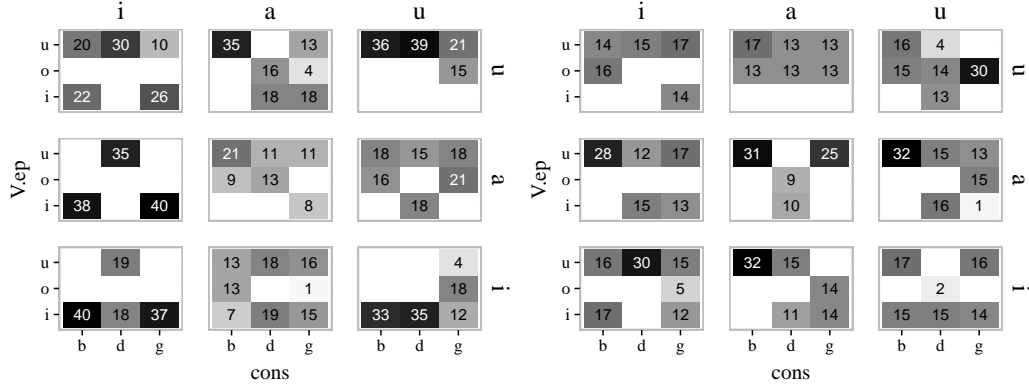 i a u i a u
u 20 30 10 35 13 36 39 21 14 15 17 17 13 13 16 4
o 16 4 15 u 16 13 13 13 15 14 30 u
i 22 26 18 18 14 13
u 35 21 11 11 18 15 18 u 28 12 17 31 25 32 15 13
V.ep o 9 13 16 21 a V.ep o 9 15 a
i 38 40 8 18 i 15 13 10 16 1
u 19 13 18 16 4 u 16 30 15 32 15 17 16
o 13 1 18 i o 5 14 2 i
i 40 18 37 7 19 15 33 35 12 i 17 12 11 14 15 15 14
b d g b d g b d g b d g b d g b d g
cons cons